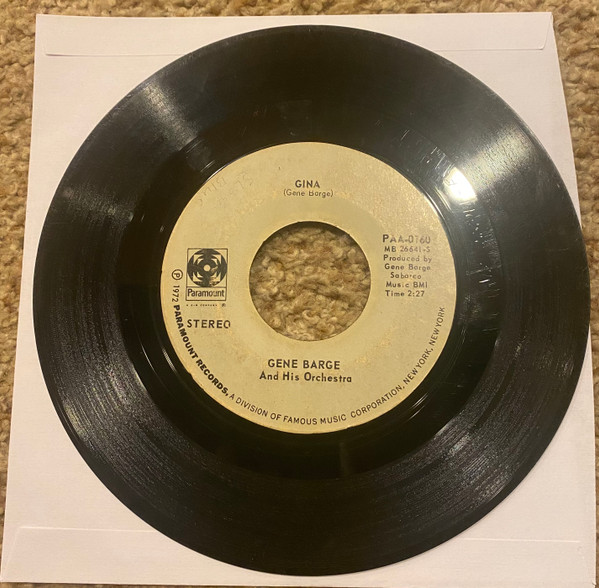 GINA
(Gene Barge)
PAA-0160
MB 26641-S
Produced by
Gene Barge
Sabarco
Music BMI
Time 2:27
Paramount
STEREO
GENE BARGE
And His Orchestra
Ⓟ 1972 PARAMOUNT RECORDS, A DIVISION OF FAMOUS MUSIC CORPORATION, NEW YORK, NEW YORK